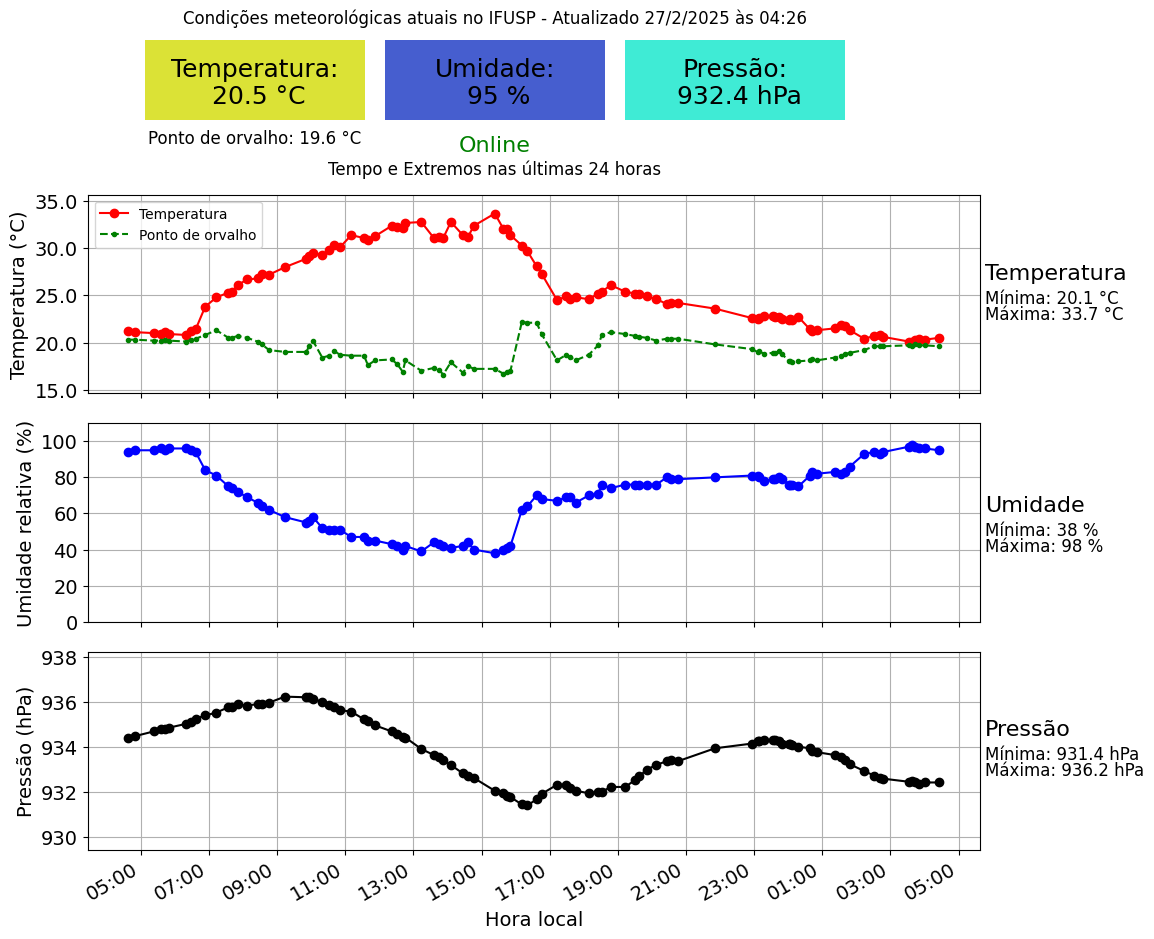 Condições meteorológicas atuais no IFUSP - Atualizado 27/2/2025 às 04:26
Temperatura:
20.5 °C
Umidade:
95 %
Pressão:
932.4 hPa
Ponto de orvalho: 19.6 °C
Online
Tempo e Extremos nas últimas 24 horas
Temperatura (°C)
35.0
30.0
25.0
20.0
15.0
Temperatura
Ponto de orvalho
Temperatura
Mínima: 20.1 °C
Máxima: 33.7 °C
Umidade relativa (%)
100
80
60
40
20
0
Umidade
Mínima: 38 %
Máxima: 98 %
Pressão (hPa)
938
936
934
932
930
Pressão
Mínima: 931.4 hPa
Máxima: 936.2 hPa
05:00 07:00 09:00 11:00 13:00 15:00 17:00 19:00 21:00 23:00 01:00 03:00 05:00
Hora local